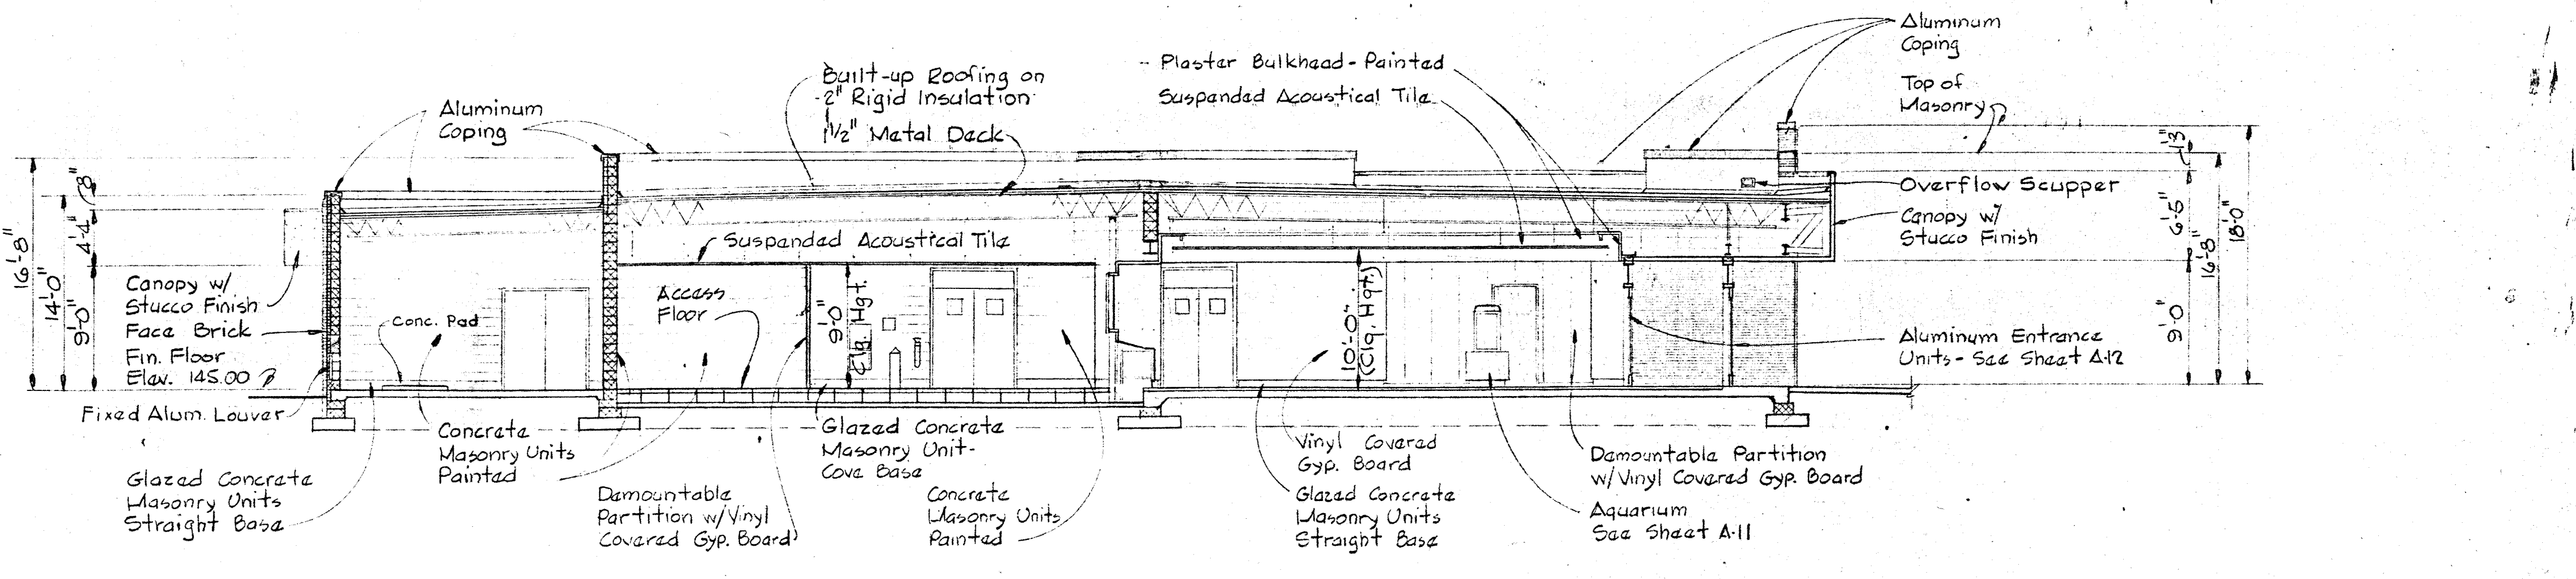 Aluminum
Coping
Built-up Roofing on
2" Rigid Insulation
1½" Metal Deck
Plaster Bulkhead - Painted
Suspended Acoustical Tile
Aluminum
Coping
Top of
Masonry
16'-8"
14'-0"
8"
4'-4"
9'-0"
Canopy w/
Stucco Finish
Face Brick
Fin. Floor
Elev. 145.00
Fixed Alum. Louver
Conc. Pad
Suspended Acoustical Tile
Access
Floor
9'-0"
Clg. Hgt.
10'-0"
(Clg. Hgt.)
Overflow Scupper
Canopy w/
Stucco Finish
Aluminum Entrance
Units - See Sheet A-12
1'-3"
6'-5"
9'-0"
16'-8"
18'-0"
Glazed Concrete
Masonry Units
Straight Base
Concrete
Masonry Units
Painted
Demountable
Partition w/Vinyl
Covered Gyp. Board
Glazed Concrete
Masonry Unit-
Cove Base
Concrete
Masonry Units
Painted
Vinyl Covered
Gyp. Board
Glazed Concrete
Masonry Units
Straight Base
Demountable Partition
w/Vinyl Covered Gyp. Board
Aquarium
See Sheet A-11